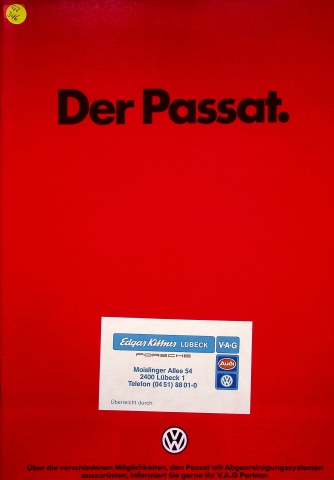 Der Passat.
Edgar Kittner LÜBECK
V·A·G
PORSCHE
Audi
Moislinger Allee 54
2400 Lübeck 1
Telefon (04 51) 88 01-0
Überreicht durch:
Über die verschiedenen Möglichkeiten, den Passat mit Abgasreinigungssystemen
auszurüsten, informiert Sie gerne Ihr V.A.G Partner.